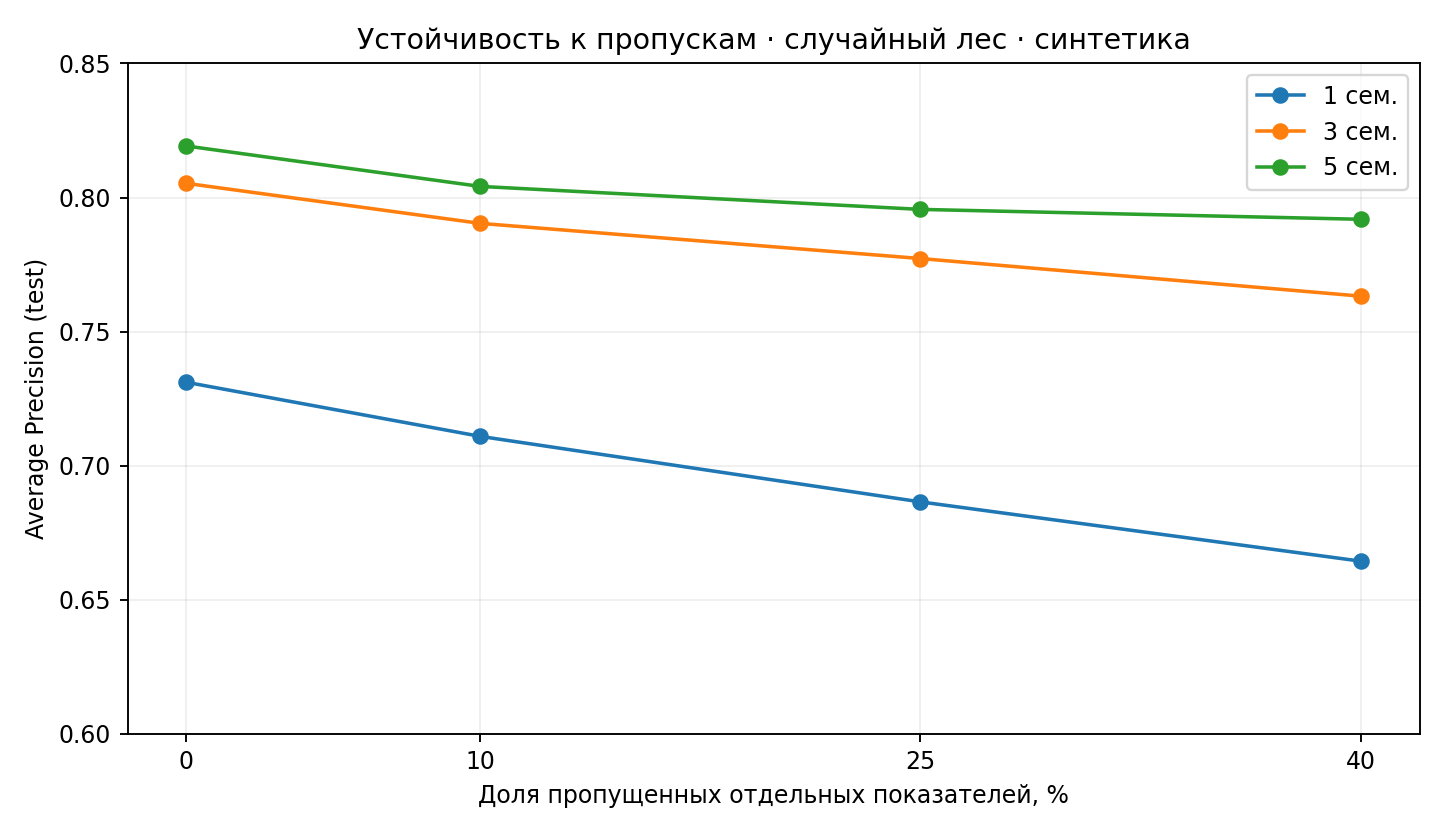 Устойчивость к пропускам · случайный лес · синтетика
Average Precision (test)
0.85
0.80
0.75
0.70
0.65
0.60
1 сем.
3 сем.
5 сем.
0 10 25 40
Доля пропущенных отдельных показателей, %